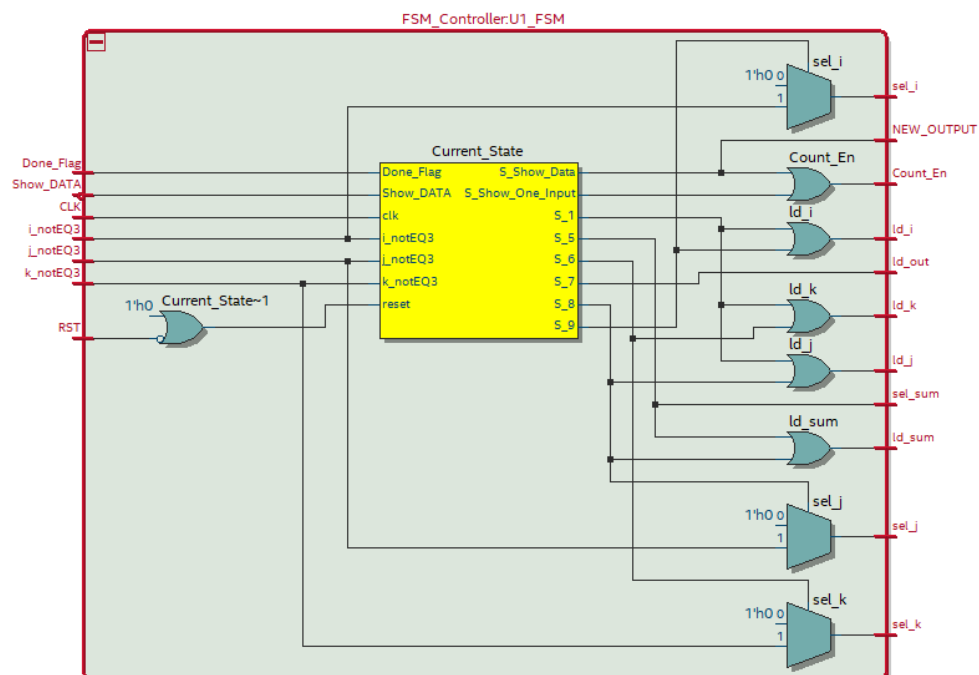 FSM_Controller:U1_FSM
sel_i
1'h0 0
1
sel_i
NEW_OUTPUT
Current_State
Count_En
Done_Flag
Done_Flag
S_Show_Data
Count_En
Show_DATA
Show_DATA
S_Show_One_Input
CLK
clk
S_1
ld_i
i_notEQ3
i_notEQ3
S_5
ld_i
j_notEQ3
j_notEQ3
S_6
ld_out
k_notEQ3
k_notEQ3
S_7
ld_k
1'h0
Current_State~1
reset
S_8
ld_k
RST
S_9
ld_j
ld_j
sel_sum
ld_sum
ld_sum
sel_j
1'h0 0
1
sel_j
sel_k
1'h0 0
1
sel_k